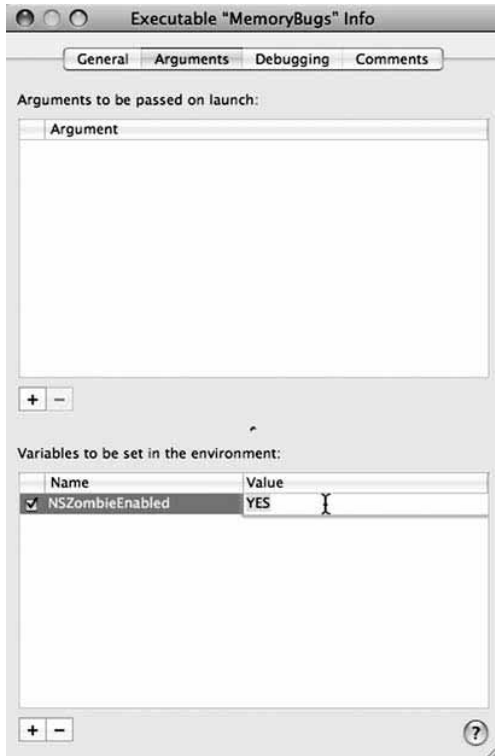 Executable “MemoryBugs” Info
General Arguments Debugging Comments
Arguments to be passed on launch:
Argument
+ −
Variables to be set in the environment:
Name Value
NSZombieEnabled YES
+ − ?